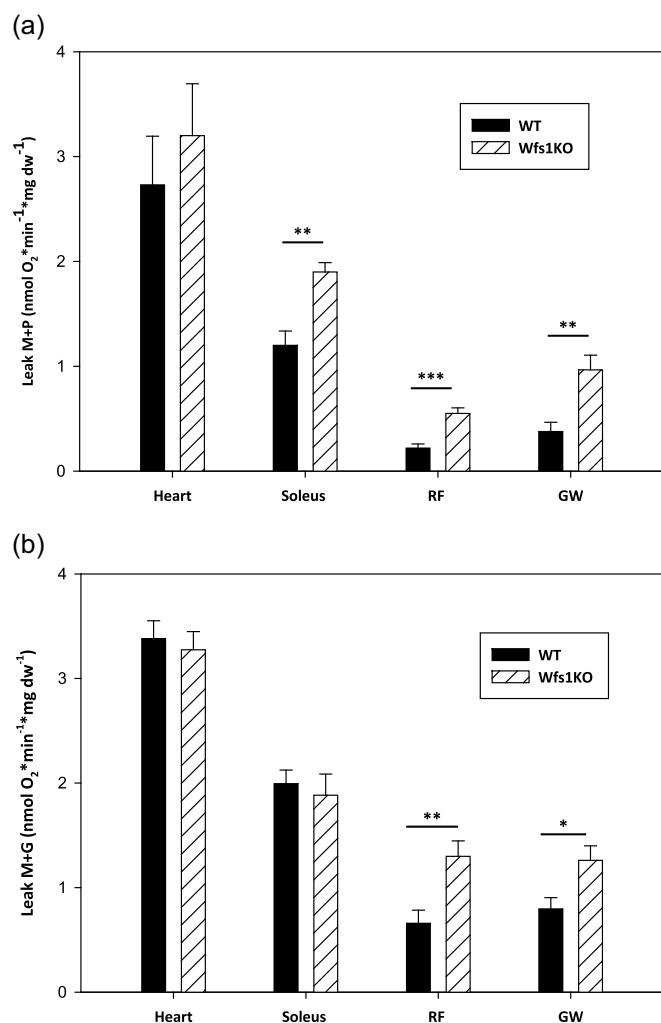 (a)
Leak M+P (nmol O₂*min⁻¹*mg dw⁻¹)
4
3
2
1
0
WT
Wfs1KO
**
***
**
Heart Soleus RF GW
(b)
Leak M+G (nmol O₂*min⁻¹*mg dw⁻¹)
4
3
2
1
0
WT
Wfs1KO
**
*
Heart Soleus RF GW